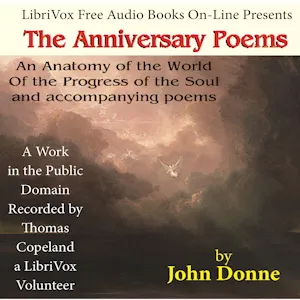 LibriVox Free Audio Books On-Line Presents
The Anniversary Poems
An Anatomy of the World
Of the Progress of the Soul
and accompanying poems
A Work
in the Public
Domain
Recorded by
Thomas
Copeland
a LibriVox
Volunteer
by
John Donne